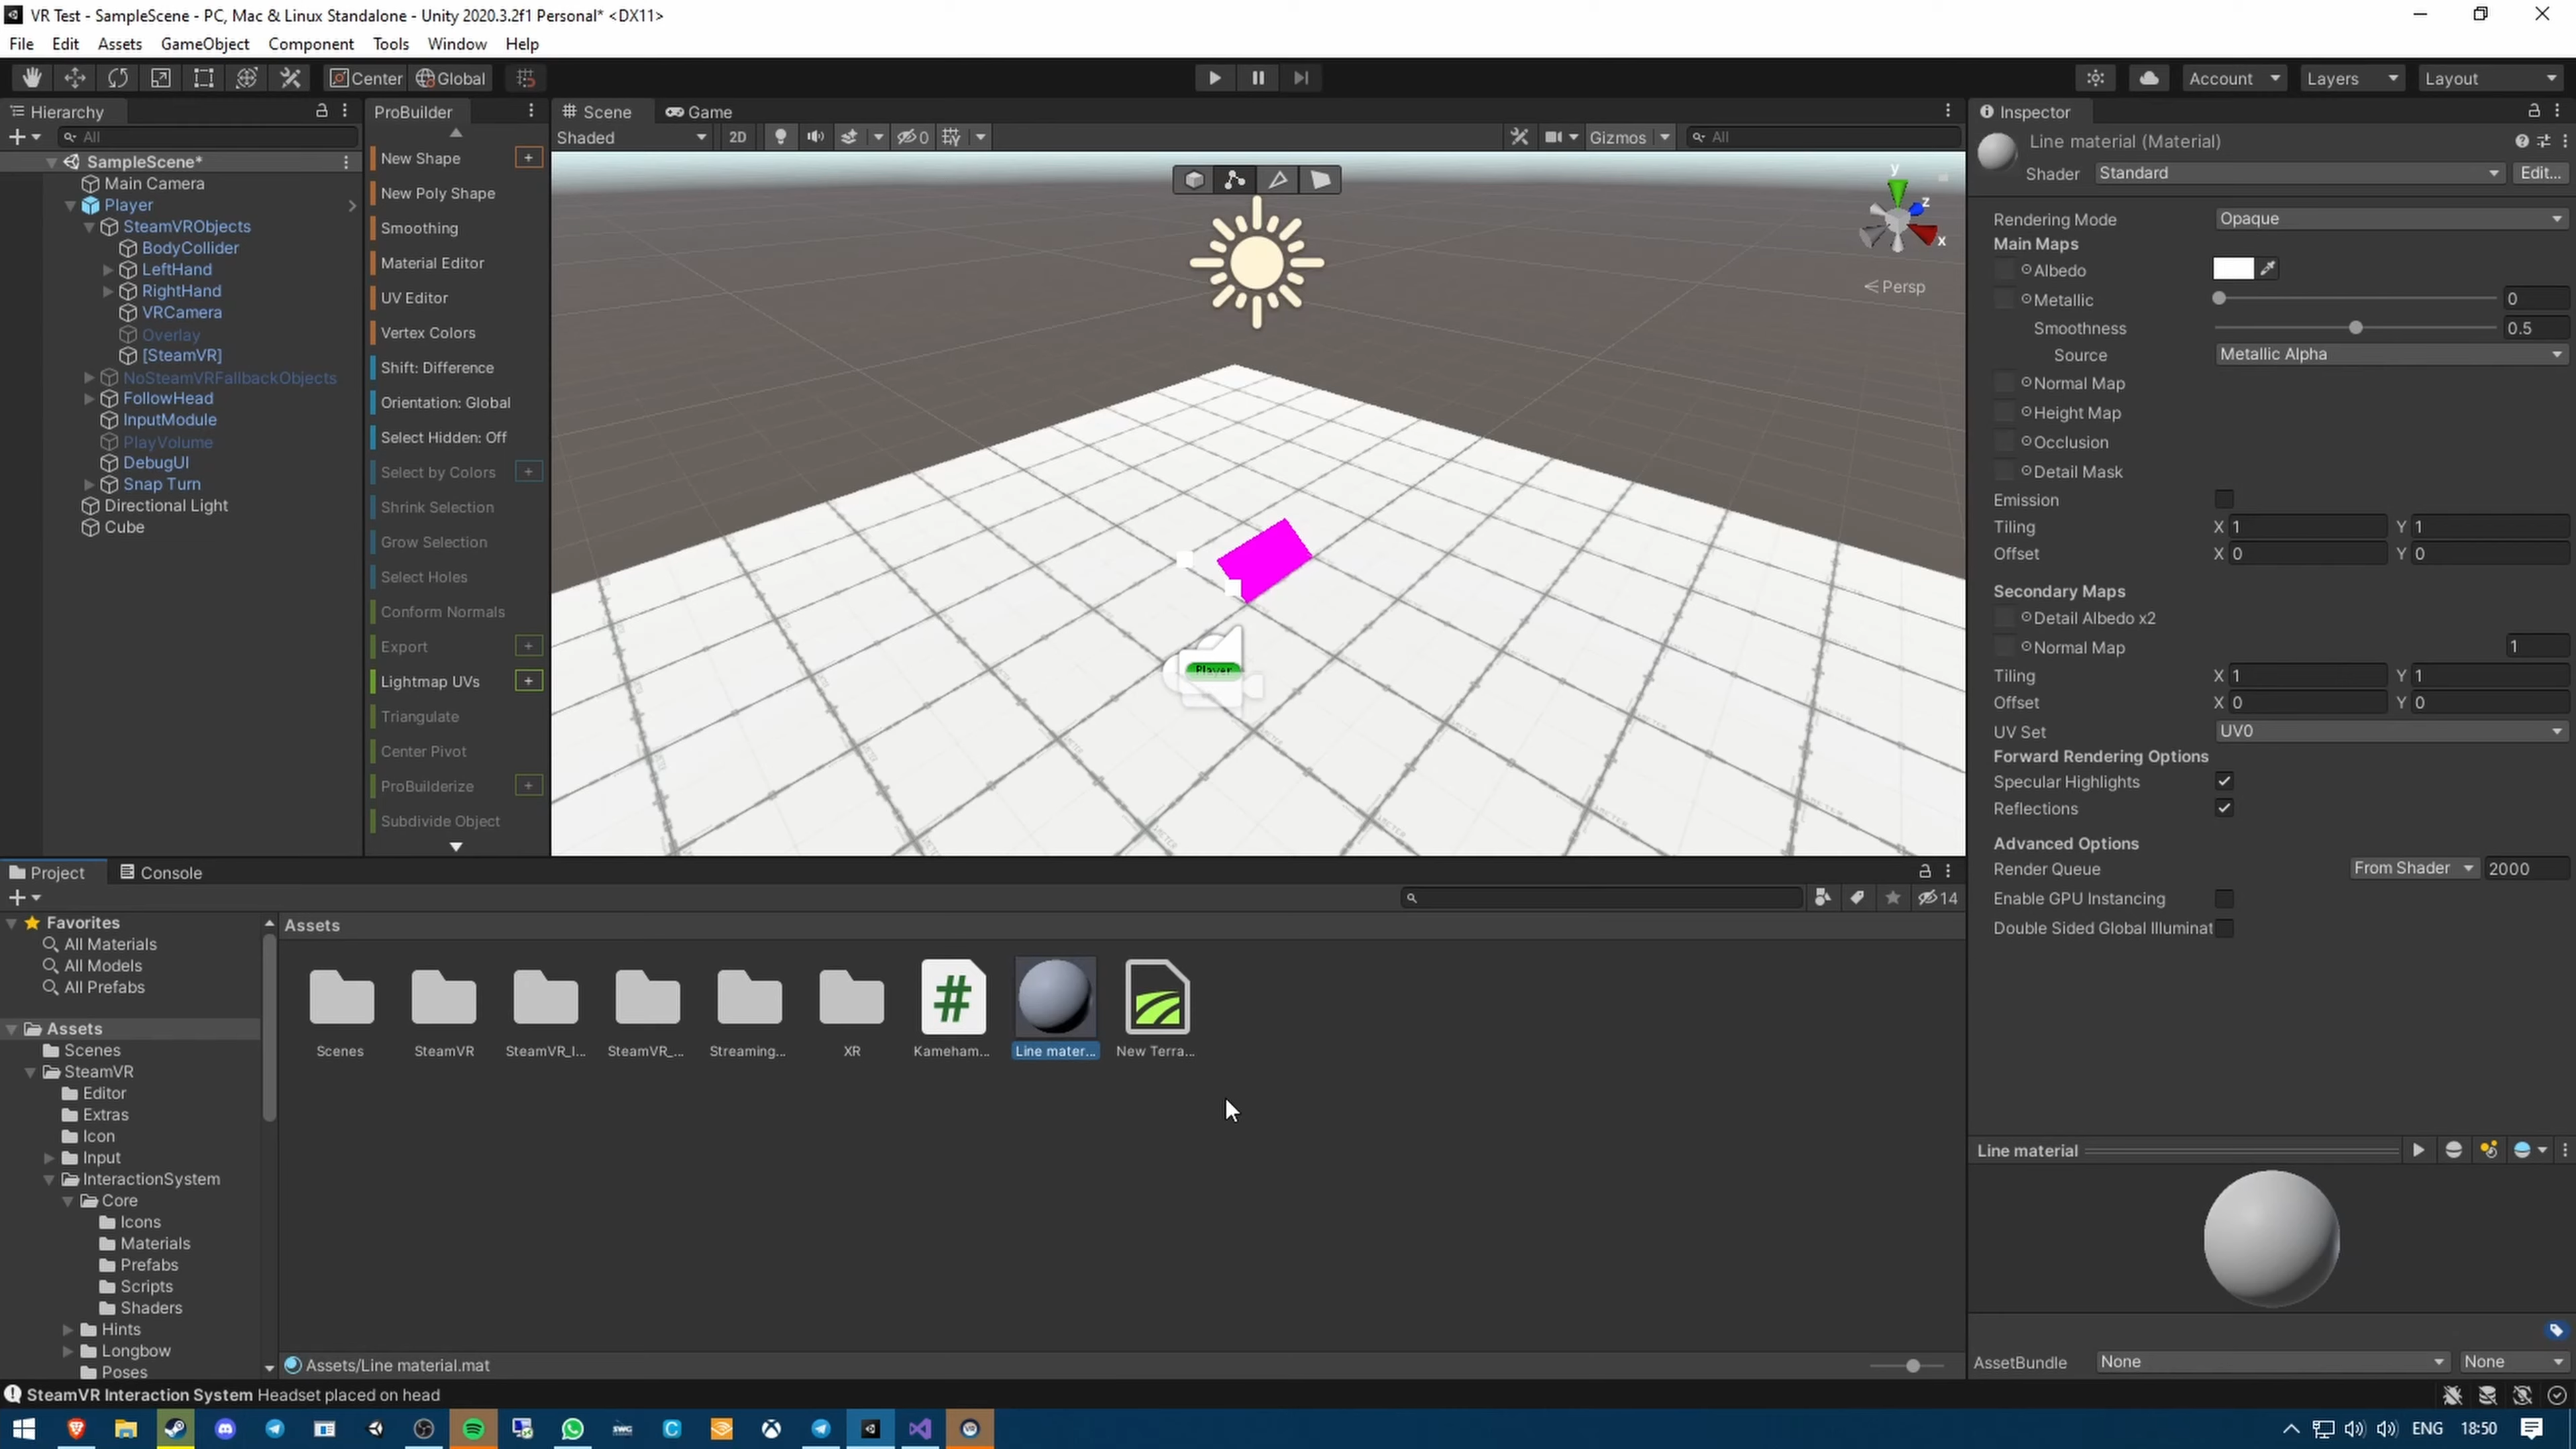 VR Test - SampleScene - PC, Mac & Linux Standalone - Unity 2020.3.2f1 Personal* <DX11>
File Edit Assets GameObject Component Tools Window Help
Center Global Account Layers Layout
Hierarchy
All
SampleScene*
Main Camera
Player
SteamVRObjects
BodyCollider
LeftHand
RightHand
VRCamera
Overlay
[SteamVR]
NoSteamVRFallbackObjects
FollowHead
InputModule
PlayVolume
DebugUI
Snap Turn
Directional Light
Cube
ProBuilder
New Shape +
New Poly Shape
Smoothing
Material Editor
UV Editor
Vertex Colors
Shift: Difference
Orientation: Global
Select Hidden: Off
Select by Colors +
Shrink Selection
Grow Selection
Select Holes
Conform Normals
Export +
Lightmap UVs +
Triangulate
Center Pivot
ProBuilderize +
Subdivide Object
Scene Game
Shaded 2D 0 Gizmos All
y
z
x
Persp
Player
Inspector
Line material (Material)
Shader Standard Edit...
Rendering Mode Opaque
Main Maps
Albedo
Metallic 0
Smoothness 0.5
Source Metallic Alpha
Normal Map
Height Map
Occlusion
Detail Mask
Emission
Tiling X 1 Y 1
Offset X 0 Y 0
Secondary Maps
Detail Albedo x2
Normal Map 1
Tiling X 1 Y 1
Offset X 0 Y 0
UV Set UV0
Forward Rendering Options
Specular Highlights
Reflections
Advanced Options
Render Queue From Shader 2000
Enable GPU Instancing
Double Sided Global Illuminat
Line material
AssetBundle None None
Project Console
14
Favorites
All Materials
All Models
All Prefabs
Assets
Scenes
SteamVR
Editor
Extras
Icon
Input
InteractionSystem
Core
Icons
Materials
Prefabs
Scripts
Shaders
Hints
Longbow
Poses
Assets
Scenes SteamVR SteamVR_I... SteamVR_... Streaming... XR Kameham... Line mater... New Terra...
Assets/Line material.mat
SteamVR Interaction System Headset placed on head
ENG 18:50